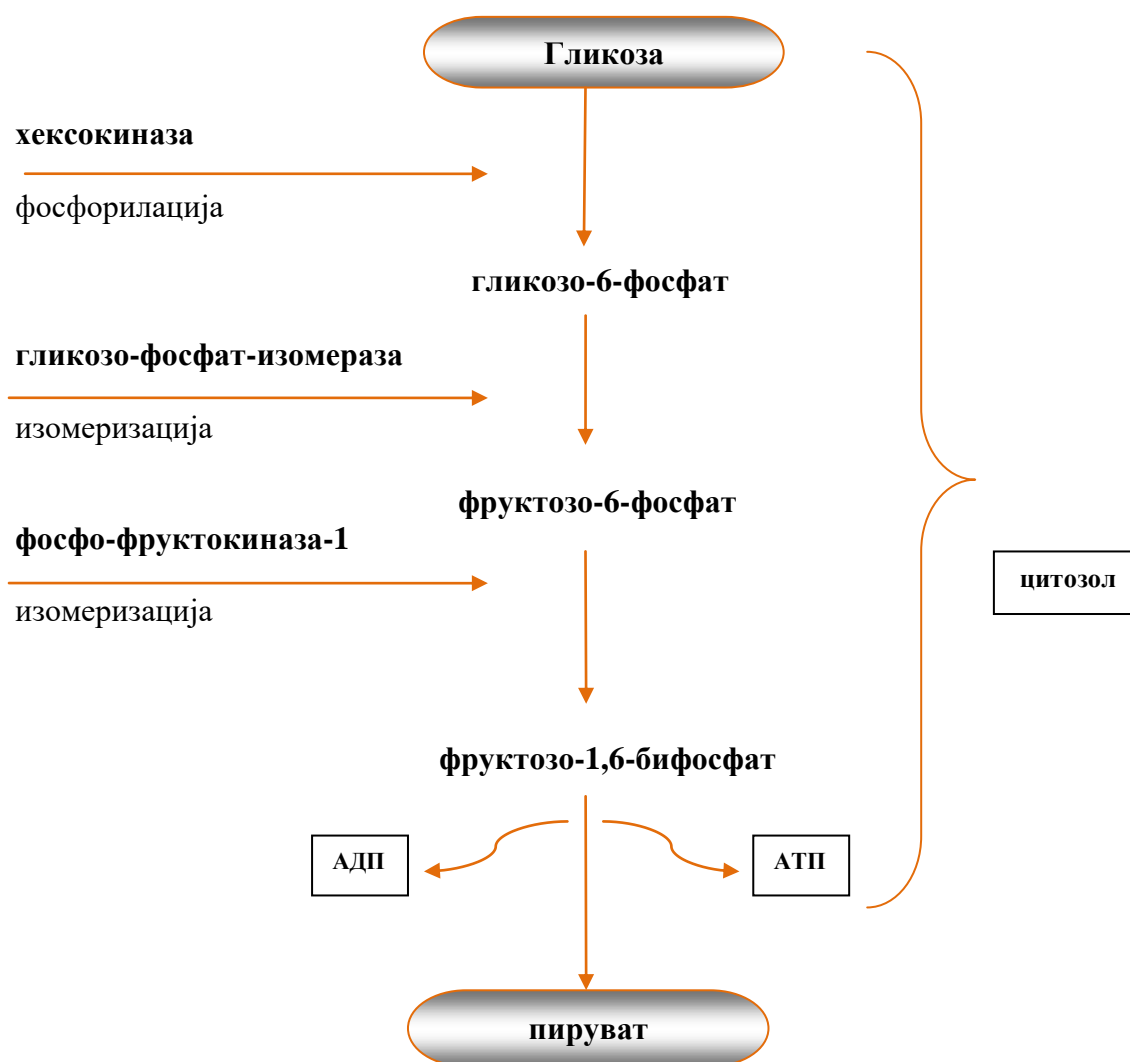 Гликоза
хексокиназа
фосфорилација
гликозо-6-фосфат
гликозо-фосфат-изомераза
изомеризација
фруктозо-6-фосфат
фосфо-фруктокиназа-1
изомеризација
цитозол
фруктозо-1,6-бифосфат
АДП
АТП
пируват